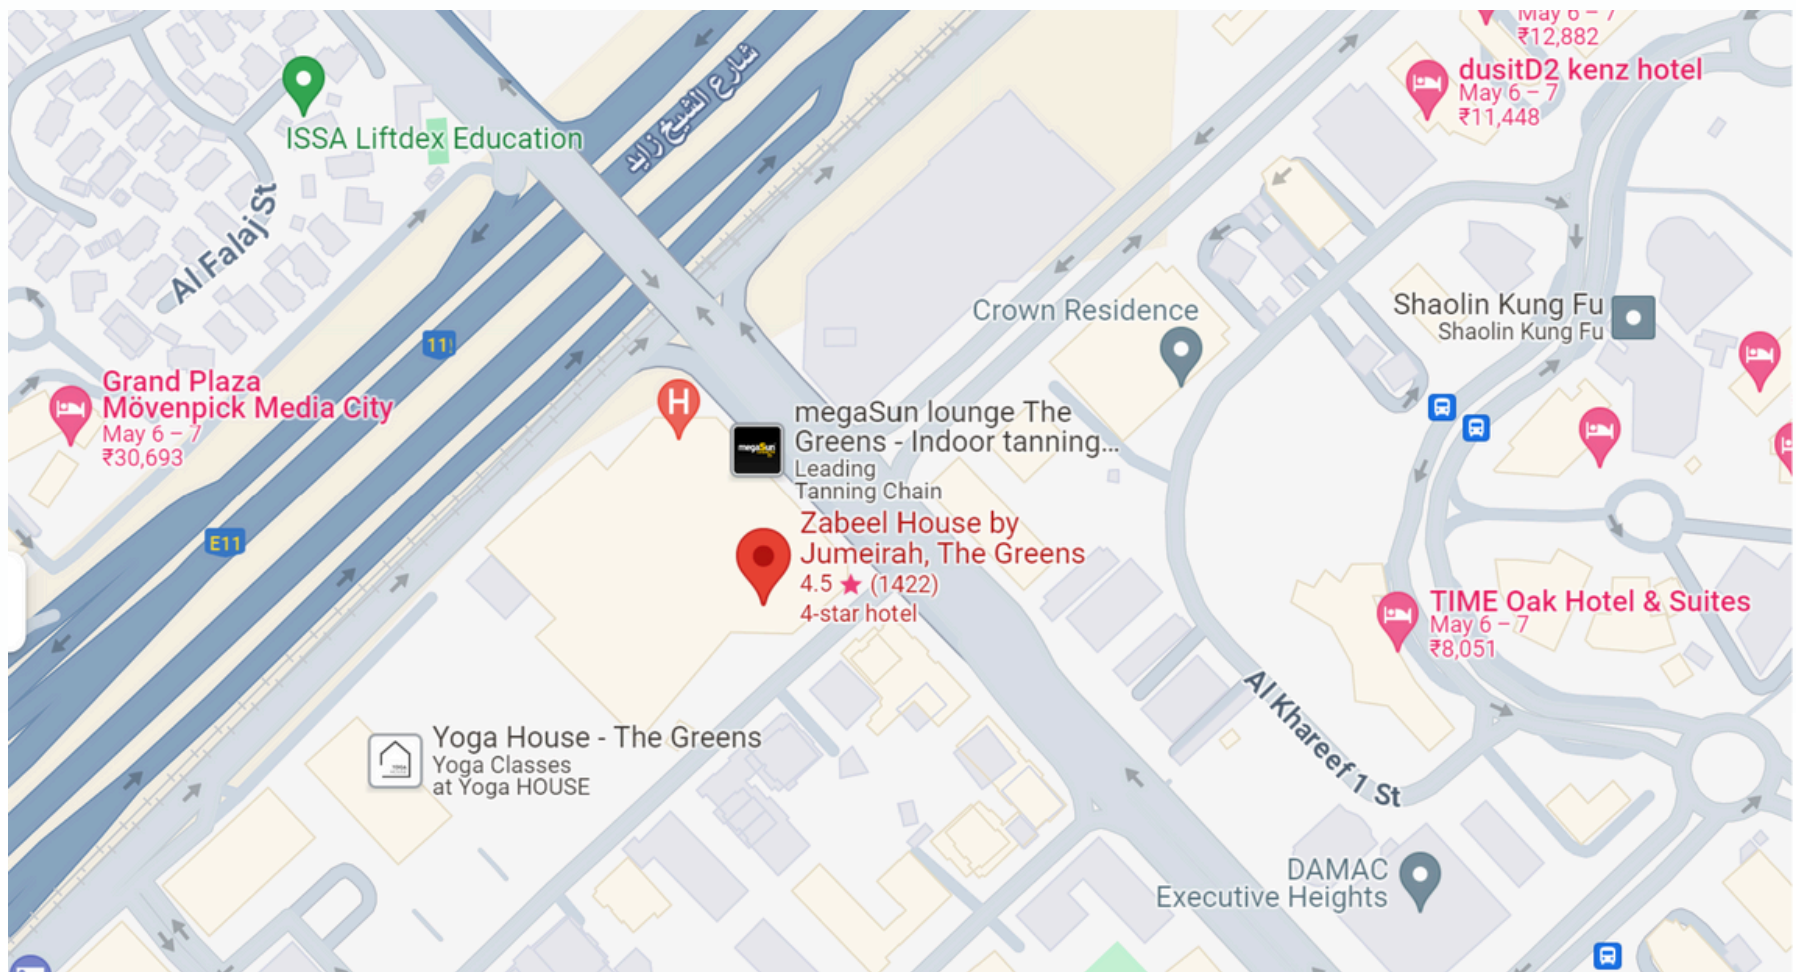 May 6 – 7
₹12,882
dusitD2 kenz hotel
May 6 – 7
₹11,448
شارع الشيخ زايد
ISSA Liftdex Education
Al Falaj St
Crown Residence
Shaolin Kung Fu
Shaolin Kung Fu
11
Grand Plaza
Mövenpick Media City
May 6 – 7
₹30,693
H
megaSun
megaSun lounge The
Greens - Indoor tanning...
Leading
Tanning Chain
Zabeel House by
Jumeirah, The Greens
4.5 ★ (1422)
4-star hotel
E11
TIME Oak Hotel & Suites
May 6 – 7
₹8,051
Al Khareef 1 St
Yoga House - The Greens
Yoga Classes
at Yoga HOUSE
DAMAC
Executive Heights